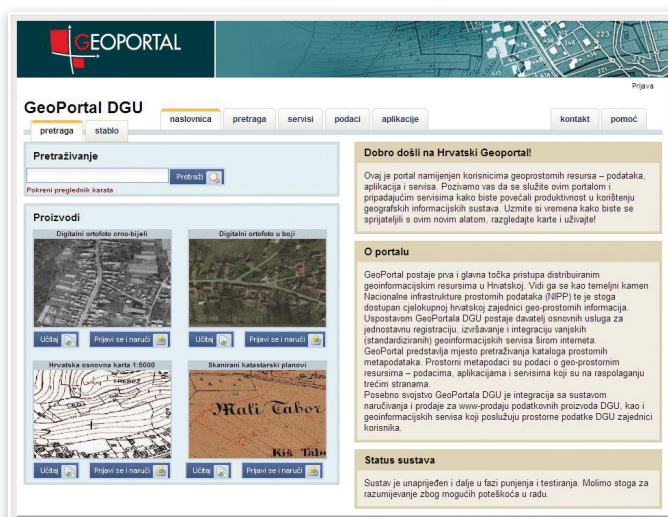 GEOPORTAL
Prijava
GeoPortal DGU
naslovnica pretraga servisi podaci aplikacije kontakt pomoć
pretraga stablo
Pretraživanje
Pretraži
Pokreni preglednik karata
Proizvodi
Digitalni ortofoto crno-bijeli Digitalni ortofoto u boji
Učitaj Prijavi se i naruči Učitaj Prijavi se i naruči
Hrvatska osnovna karta 1:5000 Skanirani katastarski planovi
TREBEŽ
Mali Tabor
Kiš Tab
Učitaj Prijavi se i naruči Učitaj Prijavi se i naruči
Dobro došli na Hrvatski Geoportal!
Ovaj je portal namijenjen korisnicima geoprostornih resursa – podataka,
aplikacija i servisa. Pozivamo vas da se služite ovim portalom i
pripadajućim servisima kako biste povećali produktivnost u korištenju
geografskih informacijskih sustava. Uzmite si vremena kako biste se
sprijateljili s ovim novim alatom, razgledajte karte i uživajte!
O portalu
GeoPortal postaje prva i glavna točka pristupa distribuiranim
geoinformacijskim resursima u Hrvatskoj. Vidi ga se kao temeljni kamen
Nacionalne infrastrukture prostornih podataka (NIPP) te je stoga
dostupan cjelokupnoj hrvatskoj zajednici geo-prostornih informacija.
Uspostavom GeoPortala DGU postaje davatelj osnovnih usluga za
jednostavnu registraciju, izvršavanje i integraciju vanjskih
(standardiziranih) geoinformacijskih servisa širom interneta.
GeoPortal predstavlja mjesto pretraživanja kataloga prostornih
metapodataka. Prostorni metapodaci su podaci o geo-prostornim
resursima – podacima, aplikacijama i servisima koji su na raspolaganju
trećim stranama.
Posebno svojstvo GeoPortala DGU je integracija sa sustavom
naručivanja i prodaje za www-prodaju podatkovnih proizvoda DGU, kao i
geoinformacijskih servisa koji poslužuju prostorne podatke DGU zajednici
korisnika.
Status sustava
Sustav je unaprijeđen i dalje u fazi punjenja i testiranja. Molimo stoga za
razumijevanje zbog mogućih poteškoća u radu.